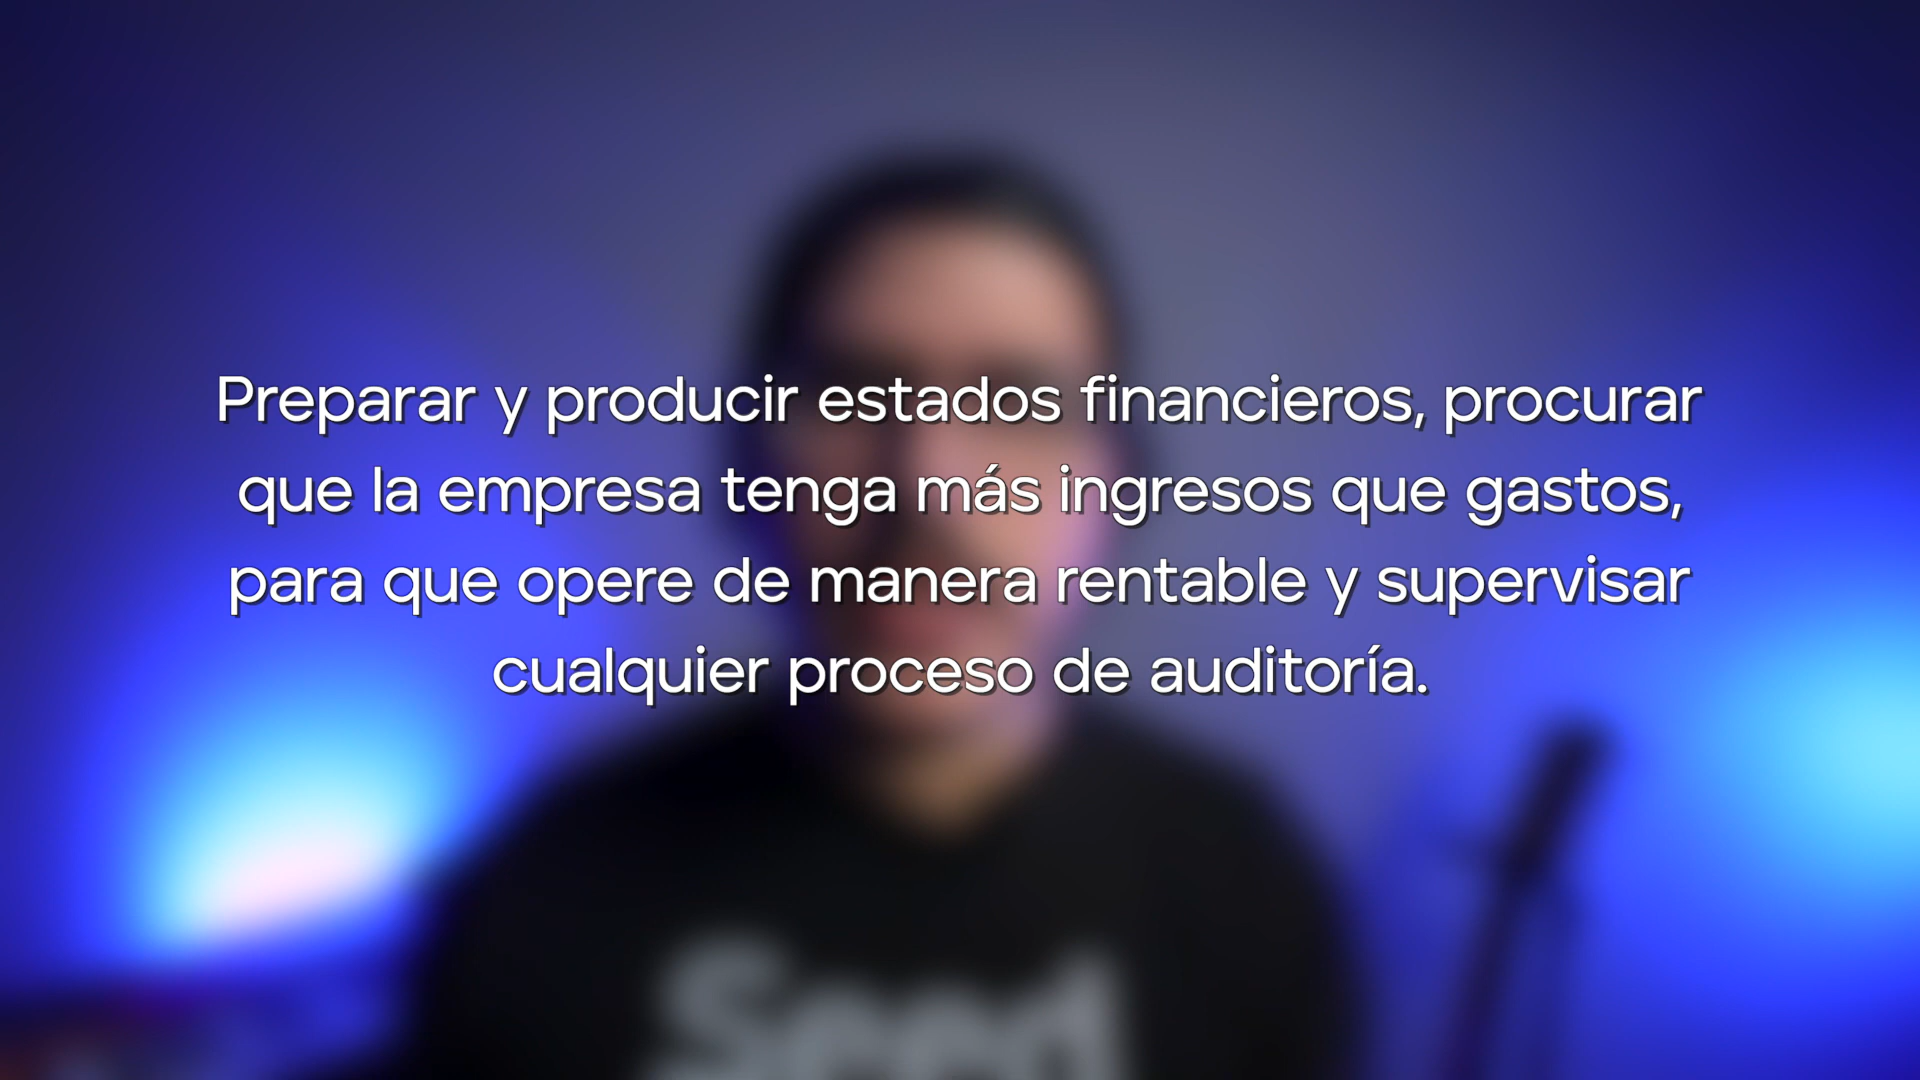 Preparar y producir estados financieros, procurar
que la empresa tenga más ingresos que gastos,
para que opere de manera rentable y supervisar
cualquier proceso de auditoría.